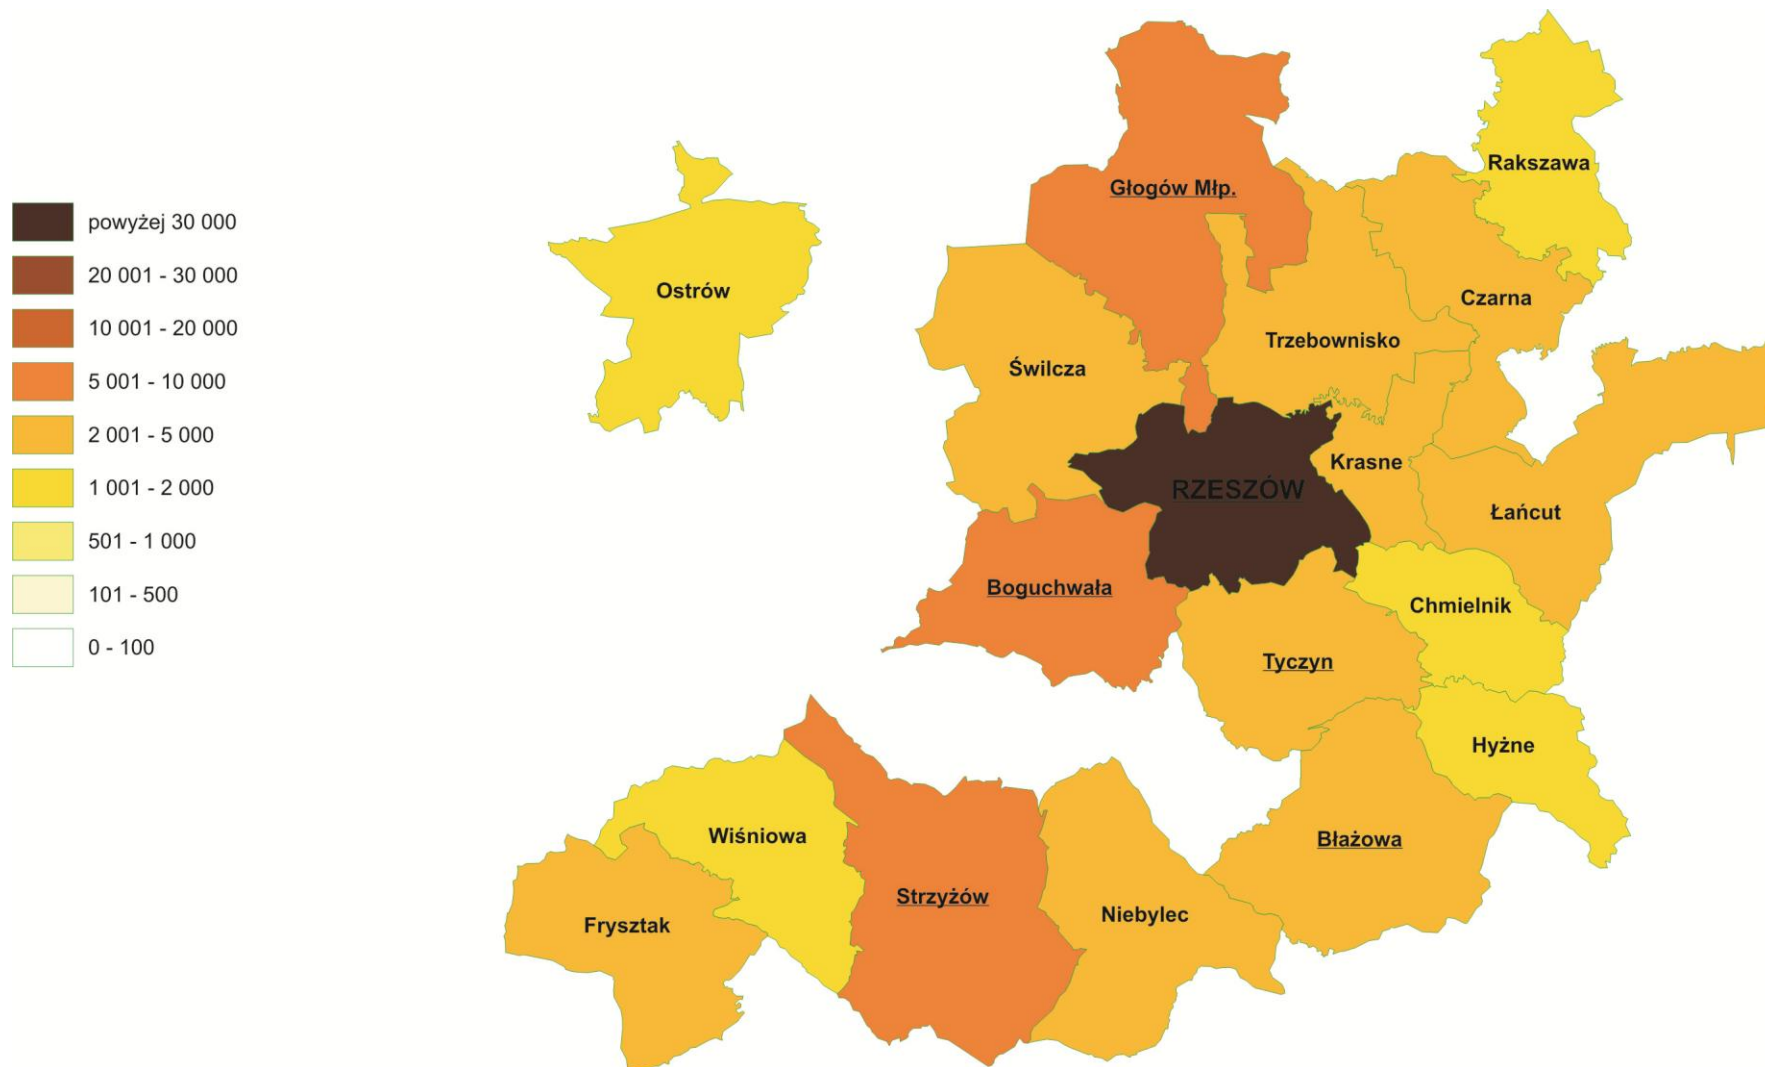 powyżej 30 000
20 001 - 30 000
10 001 - 20 000
5 001 - 10 000
2 001 - 5 000
1 001 - 2 000
501 - 1 000
101 - 500
0 - 100
Rakszawa
Głogów Młp.
Ostrów
Czarna
Trzebownisko
Świlcza
Krasne
RZESZÓW
Łańcut
Boguchwała
Chmielnik
Tyczyn
Hyżne
Wiśniowa
Błażowa
Strzyżów
Niebylec
Frysztak